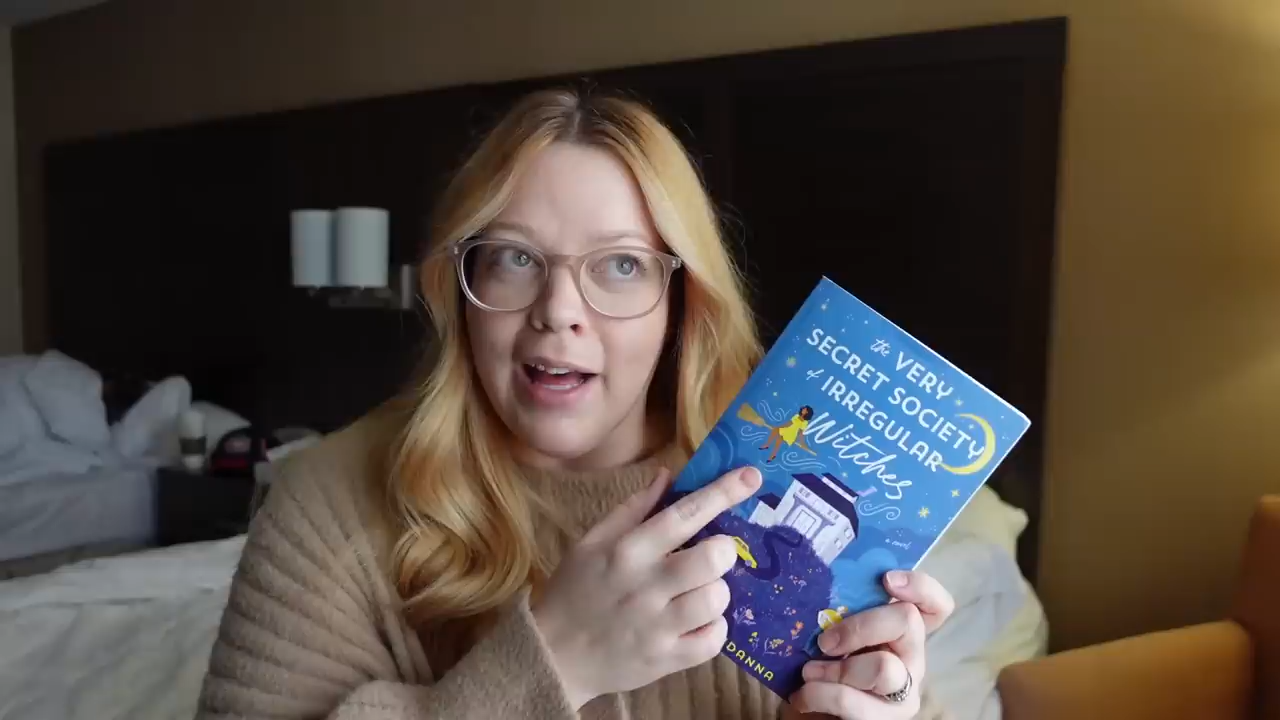 the VERY
SECRET SOCIETY
of IRREGULAR
Witches
a novel
DANNA